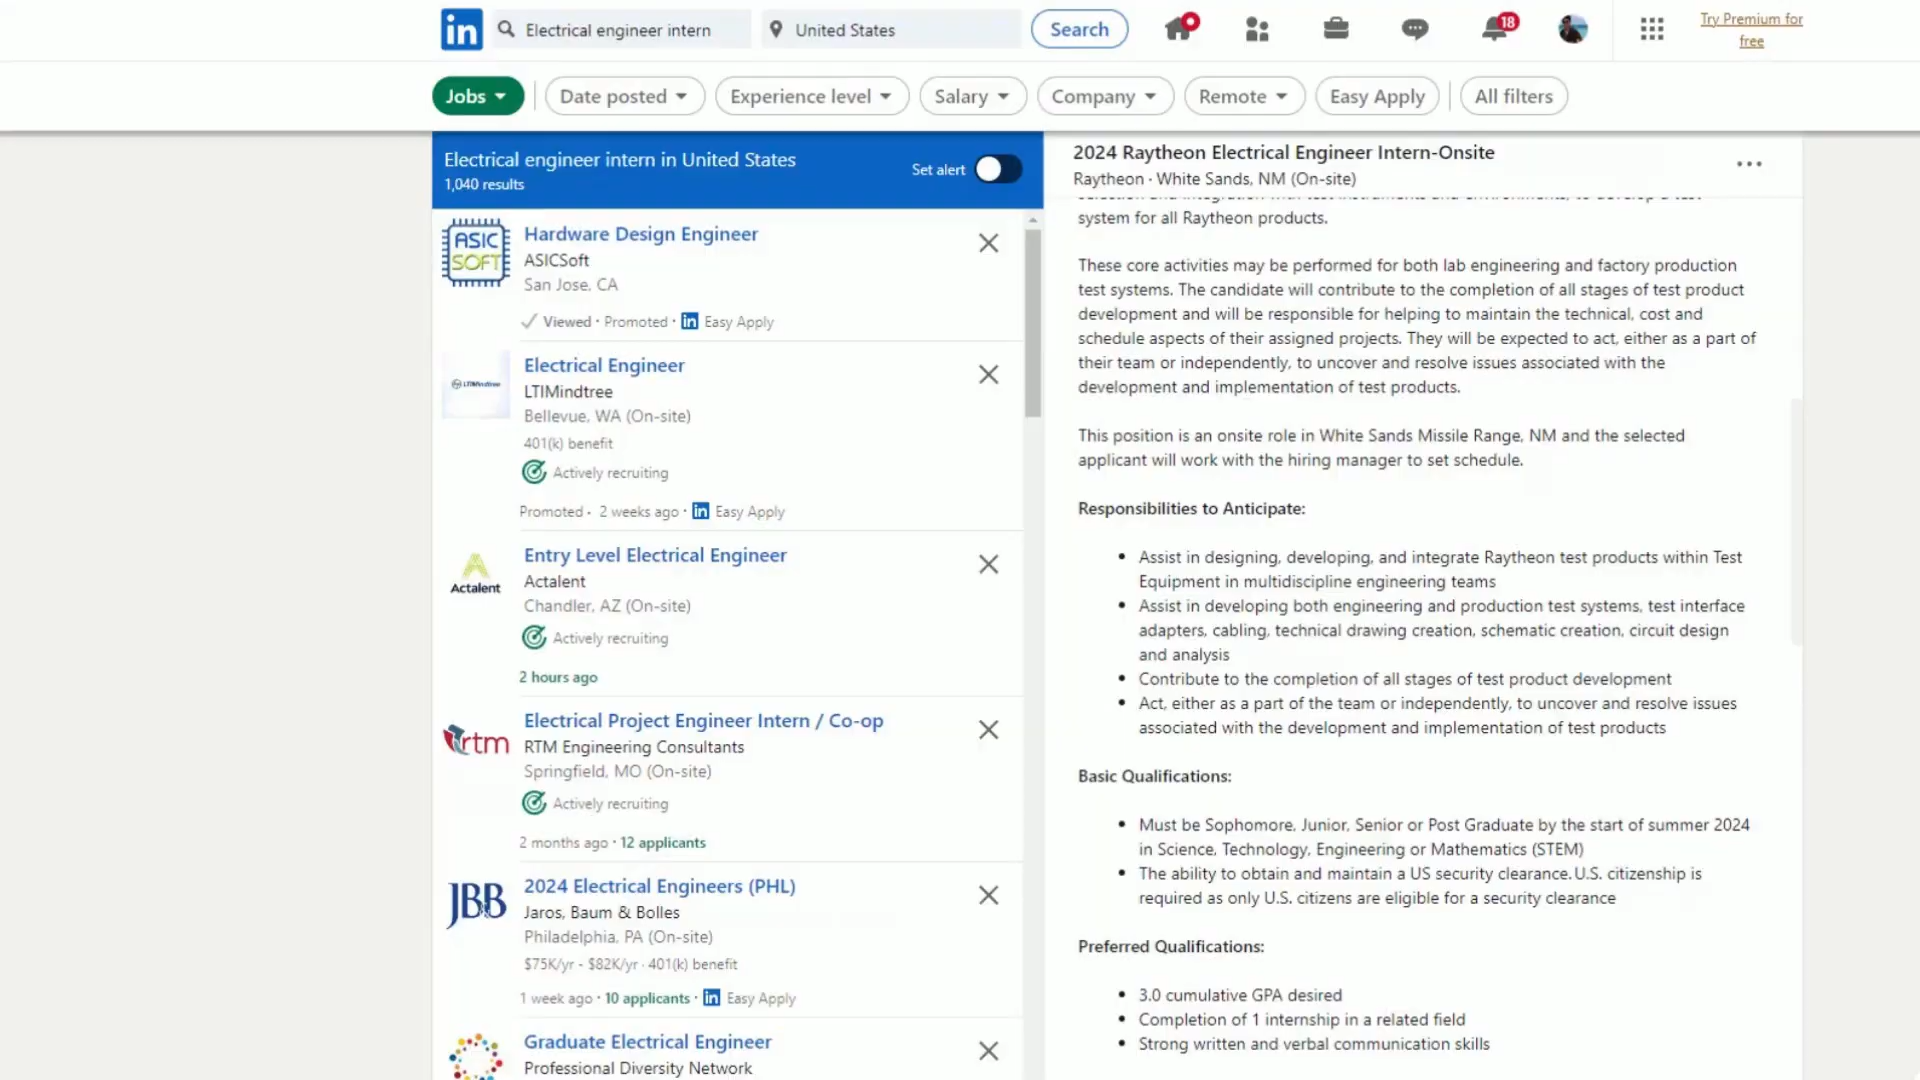 in
Electrical engineer intern
United States
Search
18
Try Premium for
free
Jobs
Date posted
Experience level
Salary
Company
Remote
Easy Apply
All filters
Electrical engineer intern in United States
1,040 results
Set alert
ASIC
SOFT
Hardware Design Engineer
ASICSoft
San Jose, CA
Viewed · Promoted · in Easy Apply
LTIMindtree
Electrical Engineer
LTIMindtree
Bellevue, WA (On-site)
401(k) benefit
Actively recruiting
Promoted · 2 weeks ago · in Easy Apply
Actalent
Entry Level Electrical Engineer
Actalent
Chandler, AZ (On-site)
Actively recruiting
2 hours ago
rtm
Electrical Project Engineer Intern / Co-op
RTM Engineering Consultants
Springfield, MO (On-site)
Actively recruiting
2 months ago · 12 applicants
JB&B
2024 Electrical Engineers (PHL)
Jaros, Baum & Bolles
Philadelphia, PA (On-site)
$75K/yr - $82K/yr · 401(k) benefit
1 week ago · 10 applicants · in Easy Apply
Graduate Electrical Engineer
Professional Diversity Network
2024 Raytheon Electrical Engineer Intern-Onsite
Raytheon · White Sands, NM (On-site)
system for all Raytheon products.
These core activities may be performed for both lab engineering and factory production
test systems. The candidate will contribute to the completion of all stages of test product
development and will be responsible for helping to maintain the technical, cost and
schedule aspects of their assigned projects. They will be expected to act, either as a part of
their team or independently, to uncover and resolve issues associated with the
development and implementation of test products.
This position is an onsite role in White Sands Missile Range, NM and the selected
applicant will work with the hiring manager to set schedule.
Responsibilities to Anticipate:
• Assist in designing, developing, and integrate Raytheon test products within Test
Equipment in multidiscipline engineering teams
• Assist in developing both engineering and production test systems, test interface
adapters, cabling, technical drawing creation, schematic creation, circuit design
and analysis
• Contribute to the completion of all stages of test product development
• Act, either as a part of the team or independently, to uncover and resolve issues
associated with the development and implementation of test products
Basic Qualifications:
• Must be Sophomore, Junior, Senior or Post Graduate by the start of summer 2024
in Science, Technology, Engineering or Mathematics (STEM)
• The ability to obtain and maintain a US security clearance. U.S. citizenship is
required as only U.S. citizens are eligible for a security clearance
Preferred Qualifications:
• 3.0 cumulative GPA desired
• Completion of 1 internship in a related field
• Strong written and verbal communication skills